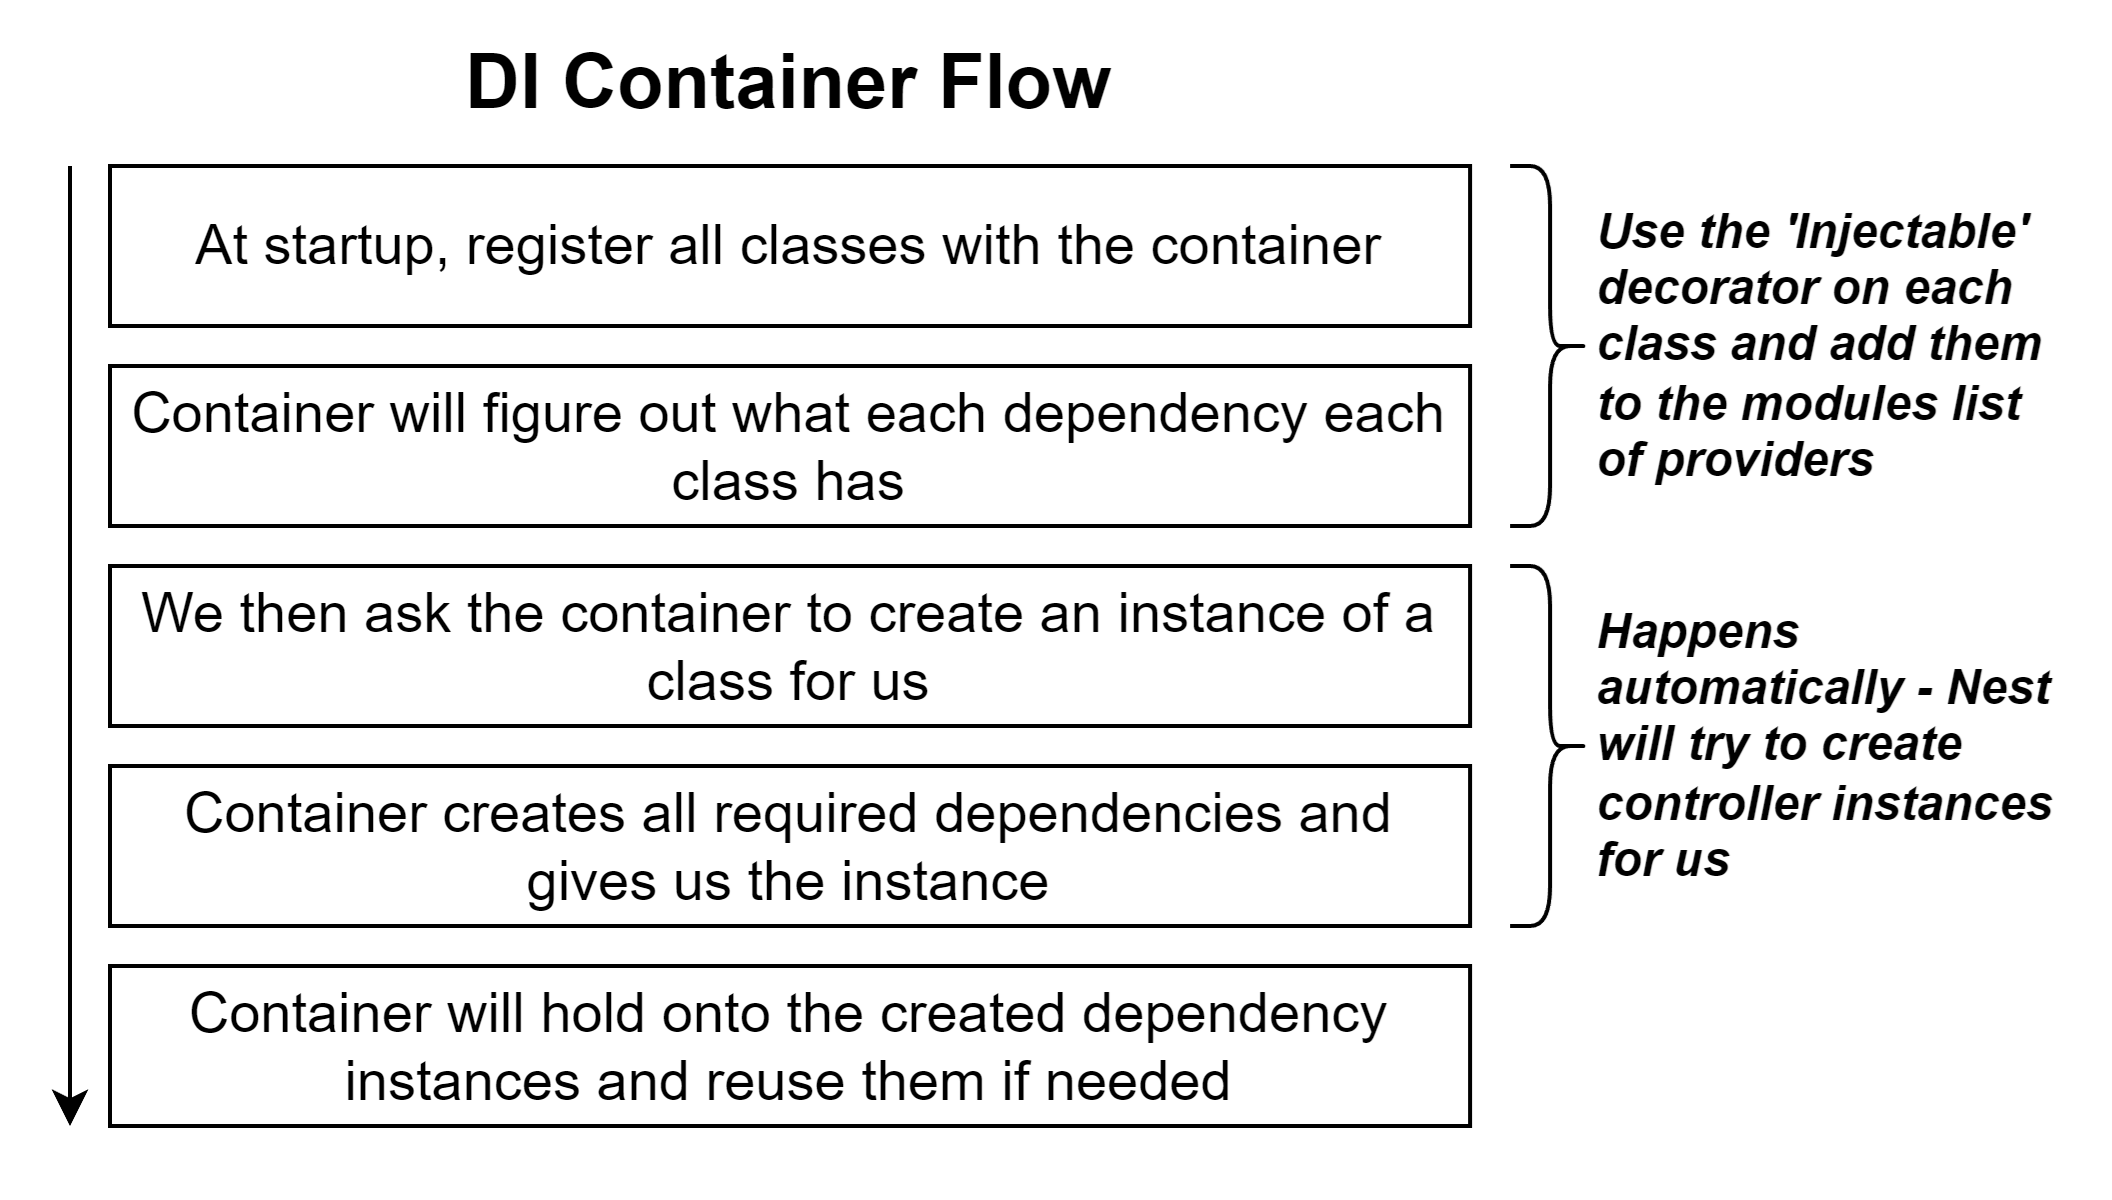 DI Container Flow
At startup, register all classes with the container
Container will figure out what each dependency each
class has
Use the 'Injectable'
decorator on each
class and add them
to the modules list
of providers
We then ask the container to create an instance of a
class for us
Container creates all required dependencies and
gives us the instance
Happens
automatically - Nest
will try to create
controller instances
for us
Container will hold onto the created dependency
instances and reuse them if needed